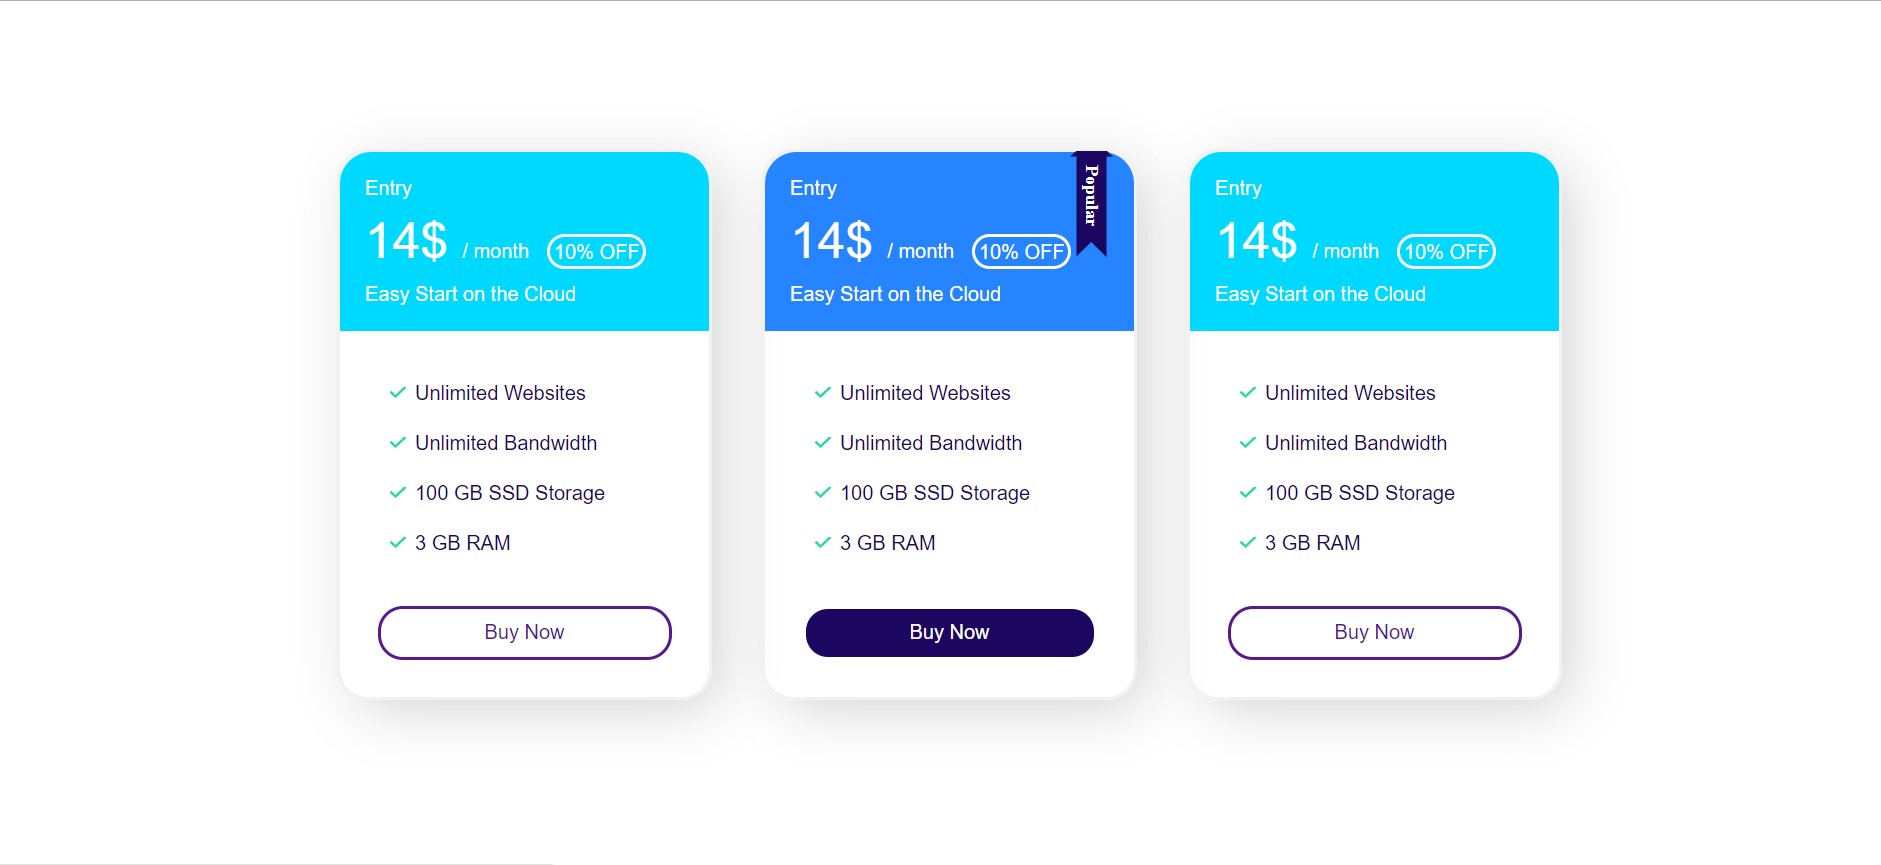 Entry
14$ / month 10% OFF
Easy Start on the Cloud
Unlimited Websites
Unlimited Bandwidth
100 GB SSD Storage
3 GB RAM
Buy Now
Popular
Entry
14$ / month 10% OFF
Easy Start on the Cloud
Unlimited Websites
Unlimited Bandwidth
100 GB SSD Storage
3 GB RAM
Buy Now
Entry
14$ / month 10% OFF
Easy Start on the Cloud
Unlimited Websites
Unlimited Bandwidth
100 GB SSD Storage
3 GB RAM
Buy Now